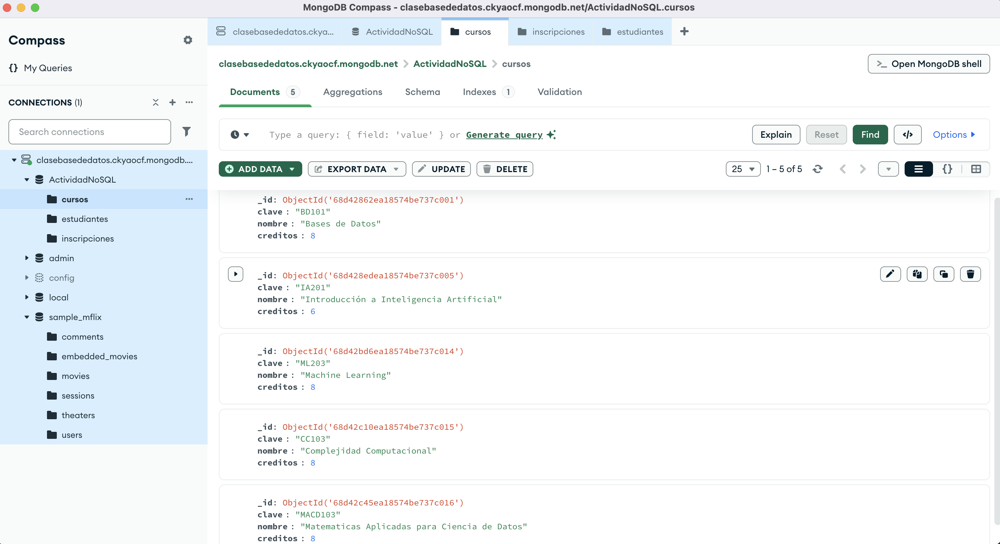 MongoDB Compass - clasebasededatos.ckyaocf.mongodb.net/ActividadNoSQL.cursos
Compass
My Queries
CONNECTIONS (1)
Search connections
clasebasededatos.ckyaocf.mongodb....
ActividadNoSQL
cursos
estudiantes
inscripciones
admin
config
local
sample_mflix
comments
embedded_movies
movies
sessions
theaters
users
clasebasededatos.ckya... ActividadNoSQL cursos inscripciones estudiantes
clasebasededatos.ckyaocf.mongodb.net > ActividadNoSQL > cursos
>_ Open MongoDB shell
Documents 5 Aggregations Schema Indexes 1 Validation
Type a query: { field: 'value' } or Generate query
Explain Reset Find </> Options
ADD DATA EXPORT DATA UPDATE DELETE
25 1 – 5 of 5 {}
_id: ObjectId('68d42862ea18574be737c001')
clave : "BD101"
nombre : "Bases de Datos"
creditos : 8
_id: ObjectId('68d428edea18574be737c005')
clave : "IA201"
nombre : "Introducción a Inteligencia Artificial"
creditos : 6
_id: ObjectId('68d42bd6ea18574be737c014')
clave : "ML203"
nombre : "Machine Learning"
creditos : 8
_id: ObjectId('68d42c10ea18574be737c015')
clave : "CC103"
nombre : "Complejidad Computacional"
creditos : 8
_id: ObjectId('68d42c45ea18574be737c016')
clave : "MACD103"
nombre : "Matematicas Aplicadas para Ciencia de Datos"
creditos : 8